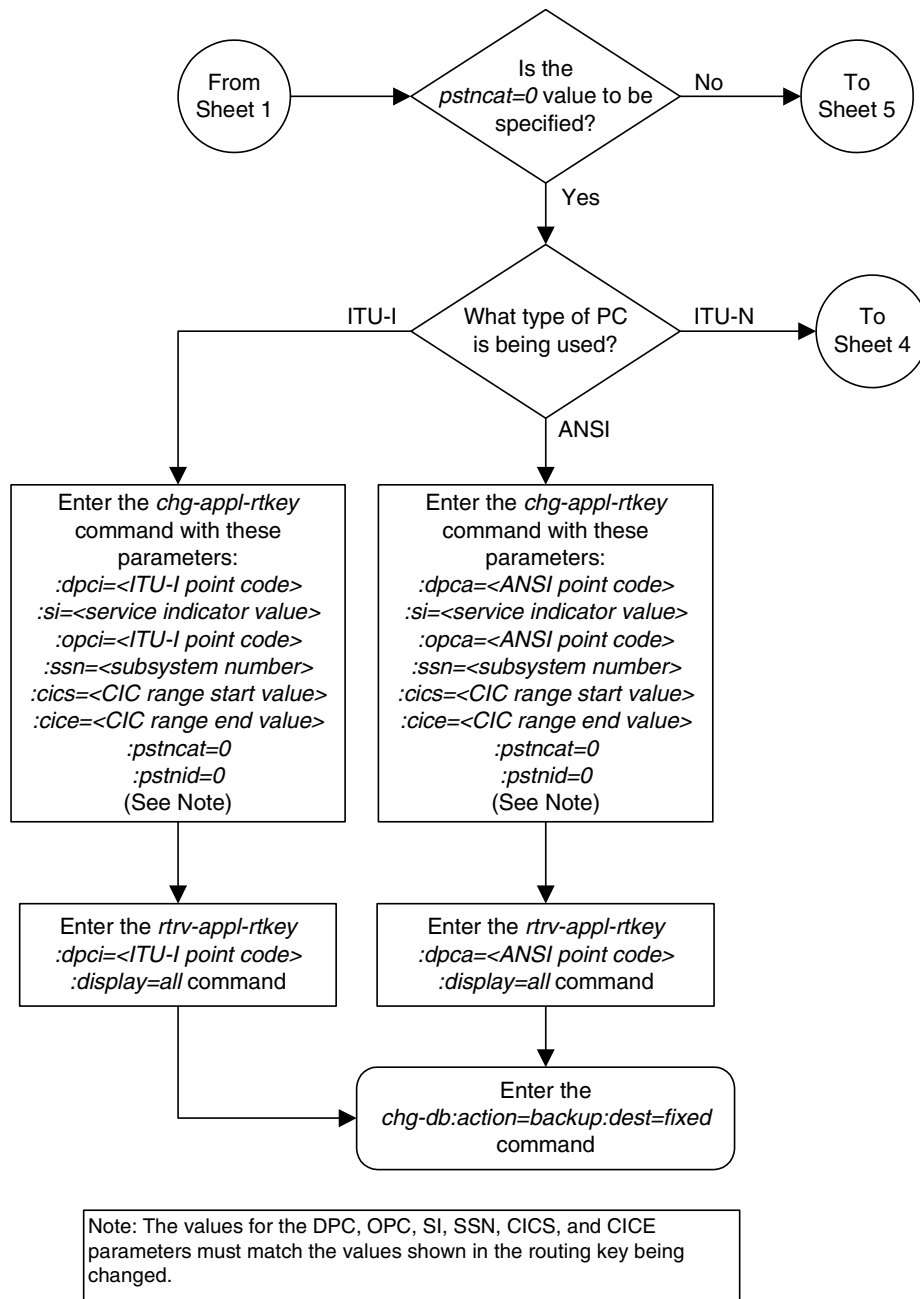 From
Sheet 1
Is the
pstncat=0 value to be
specified?
No
To
Sheet 5
Yes
What type of PC
is being used?
ITU-I
ITU-N
To
Sheet 4
ANSI
Enter the chg-appl-rtkey
command with these
parameters:
:dpci=<ITU-I point code>
:si=<service indicator value>
:opci=<ITU-I point code>
:ssn=<subsystem number>
:cics=<CIC range start value>
:cice=<CIC range end value>
:pstncat=0
:pstnid=0
(See Note)
Enter the chg-appl-rtkey
command with these
parameters:
:dpca=<ANSI point code>
:si=<service indicator value>
:opca=<ANSI point code>
:ssn=<subsystem number>
:cics=<CIC range start value>
:cice=<CIC range end value>
:pstncat=0
:pstnid=0
(See Note)
Enter the rtrv-appl-rtkey
:dpci=<ITU-I point code>
:display=all command
Enter the rtrv-appl-rtkey
:dpca=<ANSI point code>
:display=all command
Enter the
chg-db:action=backup:dest=fixed
command
Note: The values for the DPC, OPC, SI, SSN, CICS, and CICE
parameters must match the values shown in the routing key being
changed.